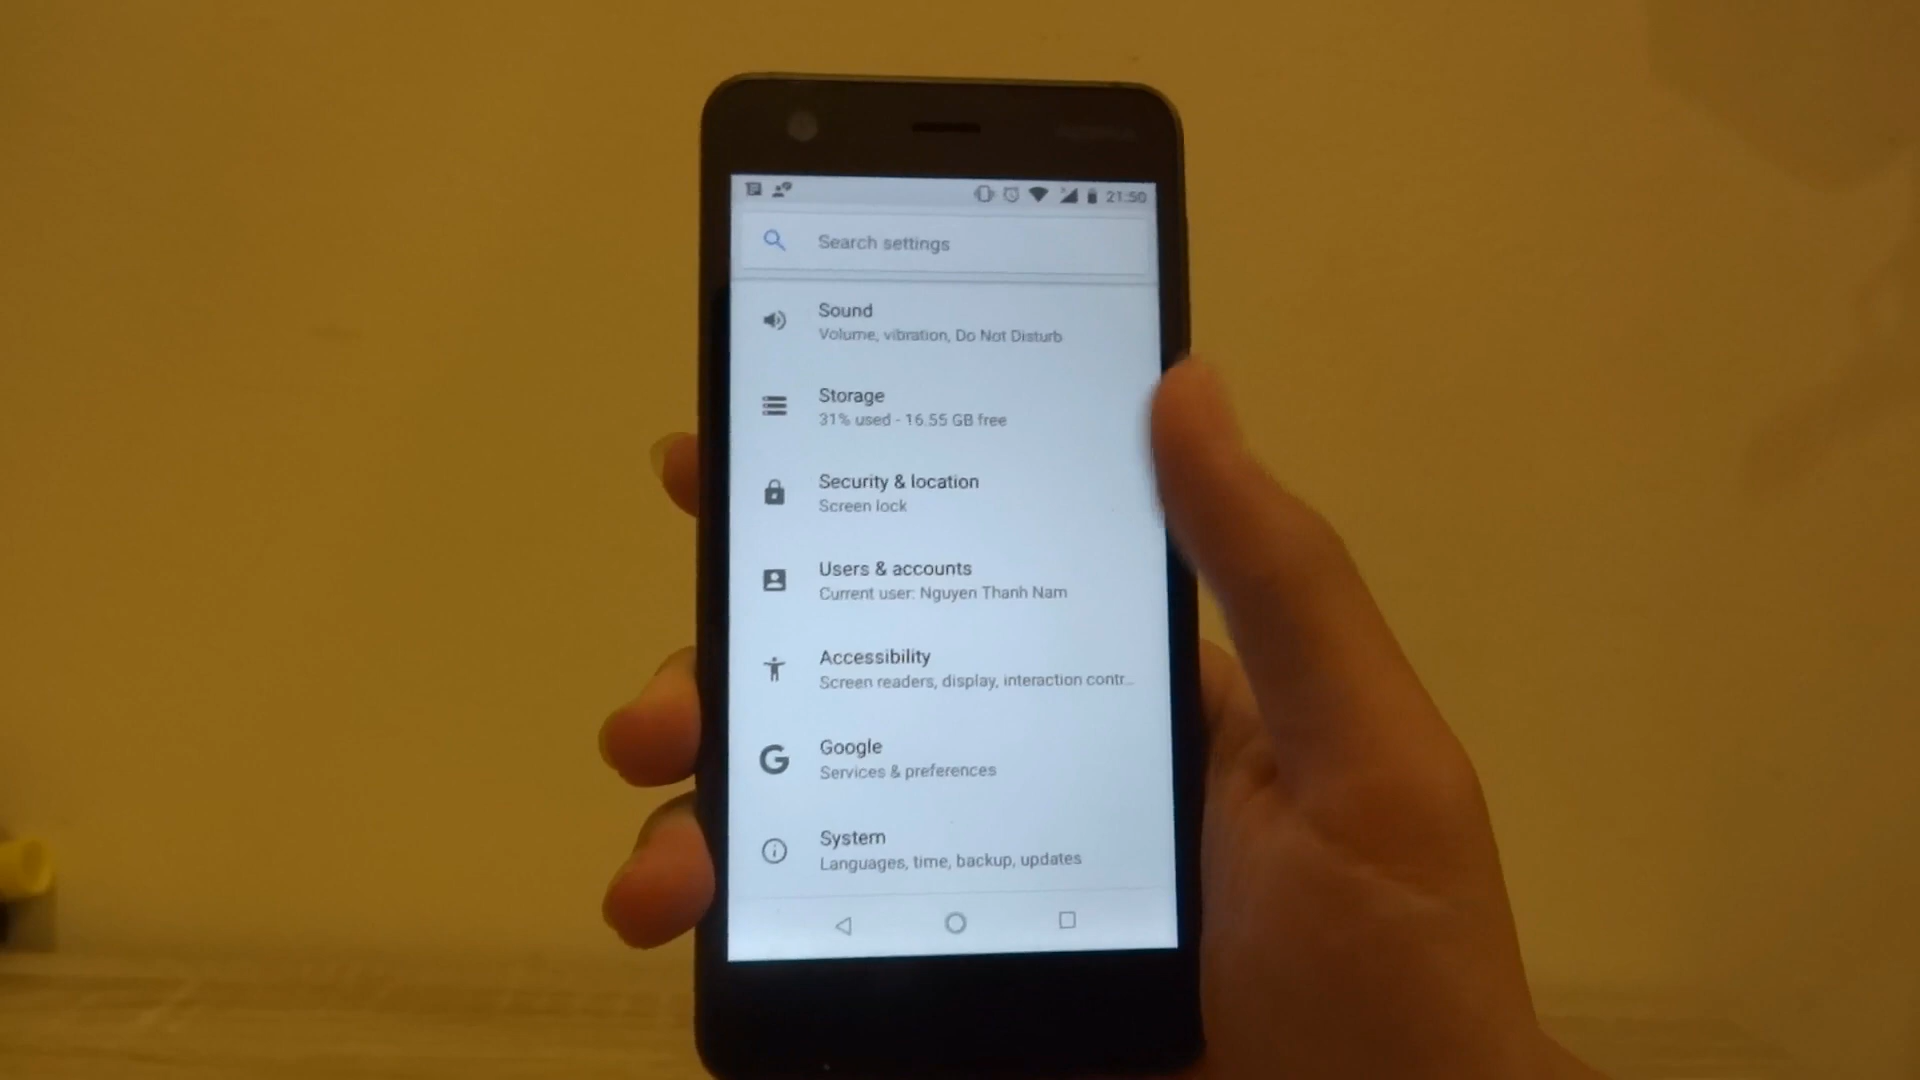 21:50
Search settings
Sound
Volume, vibration, Do Not Disturb
Storage
31% used - 16.55 GB free
Security & location
Screen lock
Users & accounts
Current user: Nguyen Thanh Nam
Accessibility
Screen readers, display, interaction contr...
Google
Services & preferences
System
Languages, time, backup, updates